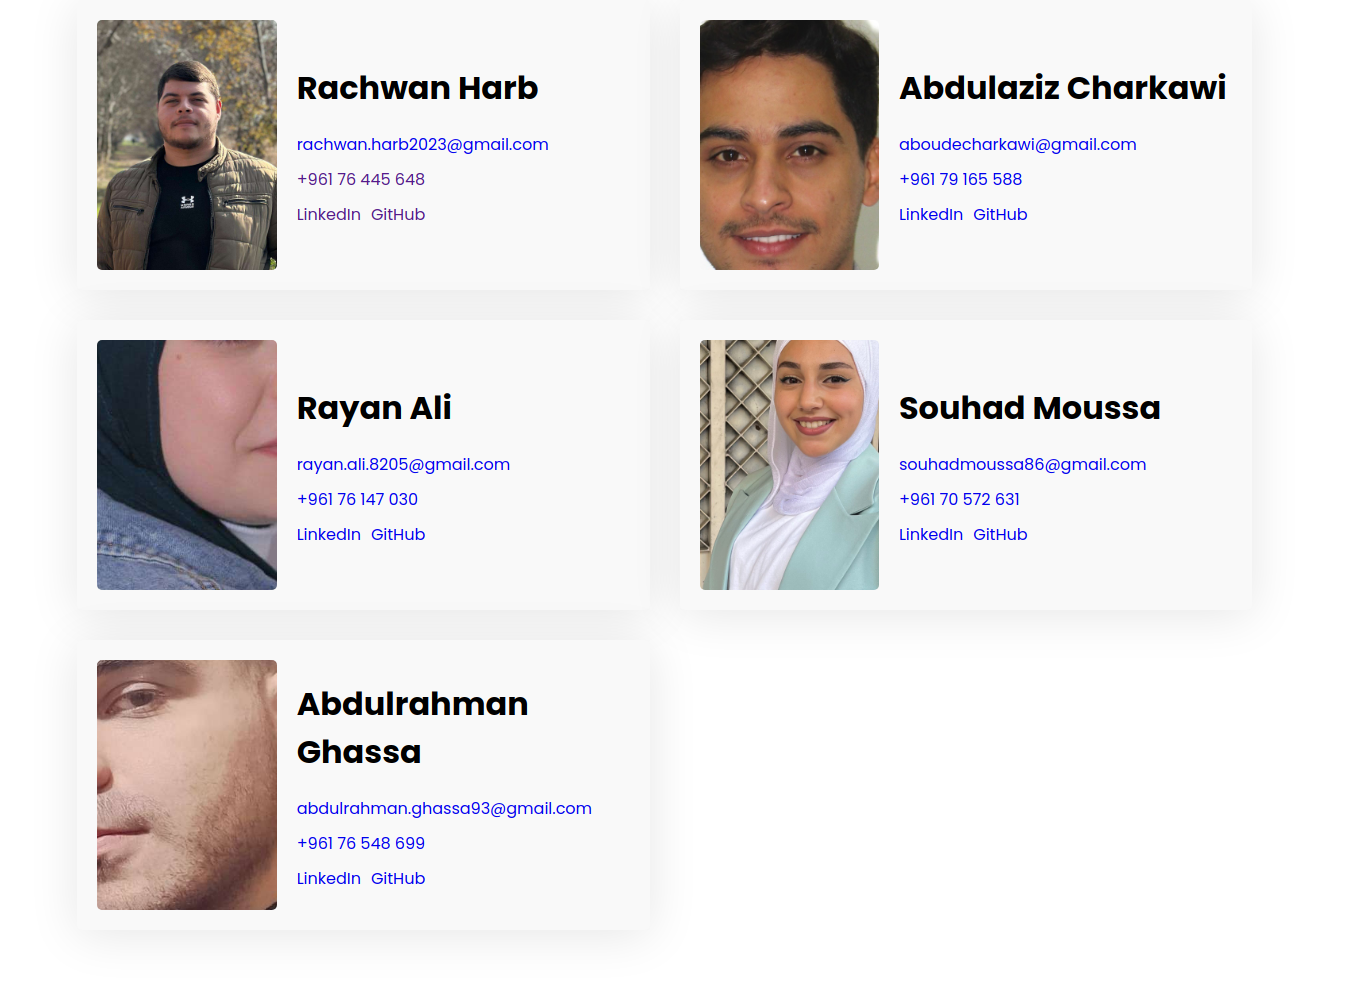 Rachwan Harb
rachwan.harb2023@gmail.com
+961 76 445 648
LinkedIn GitHub
Abdulaziz Charkawi
aboudecharkawi@gmail.com
+961 79 165 588
LinkedIn GitHub
Rayan Ali
rayan.ali.8205@gmail.com
+961 76 147 030
LinkedIn GitHub
Souhad Moussa
souhadmoussa86@gmail.com
+961 70 572 631
LinkedIn GitHub
Abdulrahman
Ghassa
abdulrahman.ghassa93@gmail.com
+961 76 548 699
LinkedIn GitHub